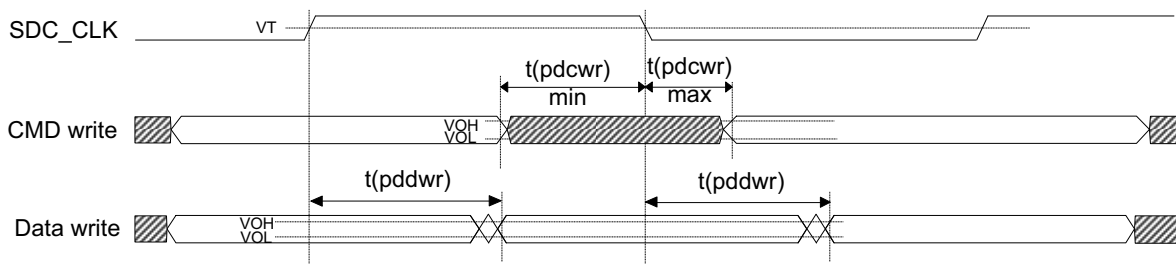 SDC_CLK
VT
t(pdcwr)
min
t(pdcwr)
max
CMD write
VOH
VOL
t(pddwr)
t(pddwr)
Data write
VOH
VOL